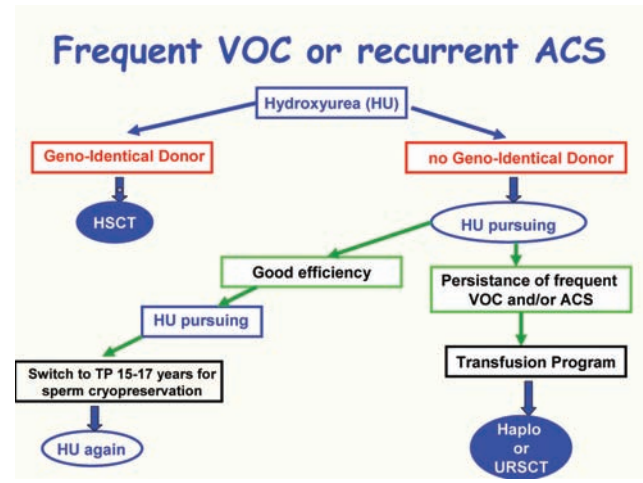 Frequent VOC or recurrent ACS
Hydroxyurea (HU)
Geno-Identical Donor
no Geno-Identical Donor
HSCT
HU pursuing
Good efficiency
Persistance of frequent
VOC and/or ACS
HU pursuing
Switch to TP 15-17 years for
sperm cryopreservation
Transfusion Program
HU again
Haplo
or
URSCT